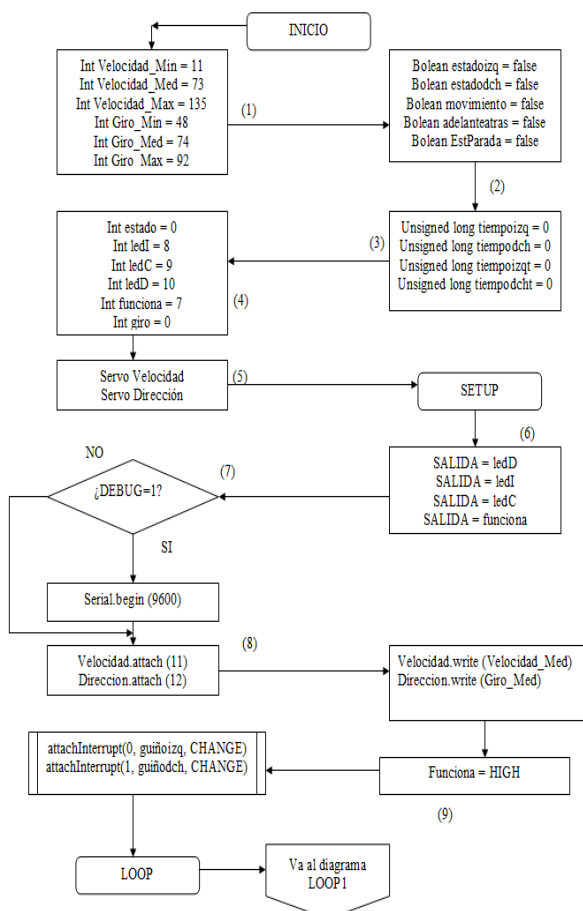 INICIO
Int Velocidad_Min = 11
Int Velocidad_Med = 73
Int Velocidad_Max = 135
Int Giro_Min = 48
Int Giro_Med = 74
Int Giro_Max = 92
(1)
Bolean estadoizq = false
Bolean estadodch = false
Bolean movimiento = false
Bolean adelanteatras = false
Bolean EstParada = false
(2)
Unsigned long tiempoizq = 0
Unsigned long tiempodch = 0
Unsigned long tiempoizqt = 0
Unsigned long tiempodcht = 0
(3)
Int estado = 0
Int ledI = 8
Int ledC = 9
Int ledD = 10
Int funciona = 7
Int giro = 0
(4)
Servo Velocidad
Servo Dirección
(5)
SETUP
(6)
SALIDA = ledD
SALIDA = ledI
SALIDA = ledC
SALIDA = funciona
(7)
NO
¿DEBUG=1?
SI
Serial.begin (9600)
Velocidad.attach (11)
Direccion.attach (12)
(8)
Velocidad.write (Velocidad_Med)
Direccion.write (Giro_Med)
Funciona = HIGH
(9)
attachInterrupt(0, guiñoizq, CHANGE)
attachInterrupt(1, guiñodch, CHANGE)
LOOP
Va al diagrama
LOOP1